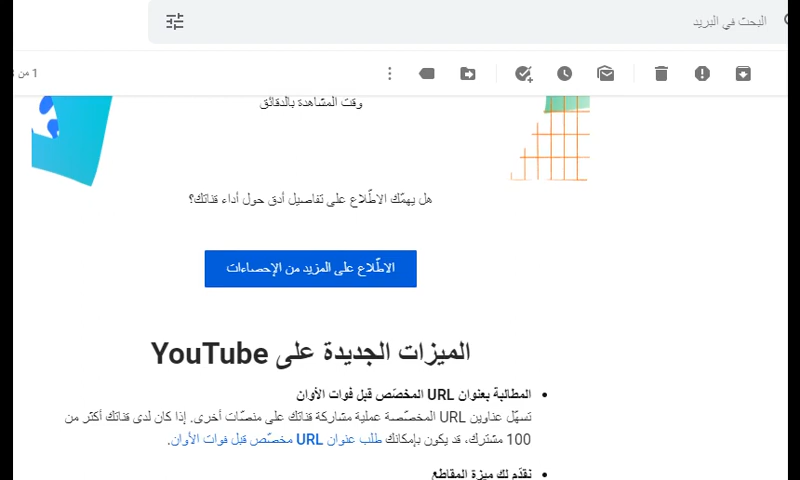 البحث في البريد
1 من
وقت المشاهدة بالدقائق
هل يهمّك الاطّلاع على تفاصيل أدق حول أداء قناتك؟
الاطّلاع على المزيد من الإحصاءات
الميزات الجديدة على YouTube
المطالبة بعنوان URL المخصّص قبل فوات الأوان
تسهّل عناوين URL المخصّصة عملية مشاركة قناتك على منصّات أخرى. إذا كان لدى قناتك أكثر من
100 مشترك، قد يكون بإمكانك طلب عنوان URL مخصّص قبل فوات الأوان.
نقدّم لك ميزة المقاطع